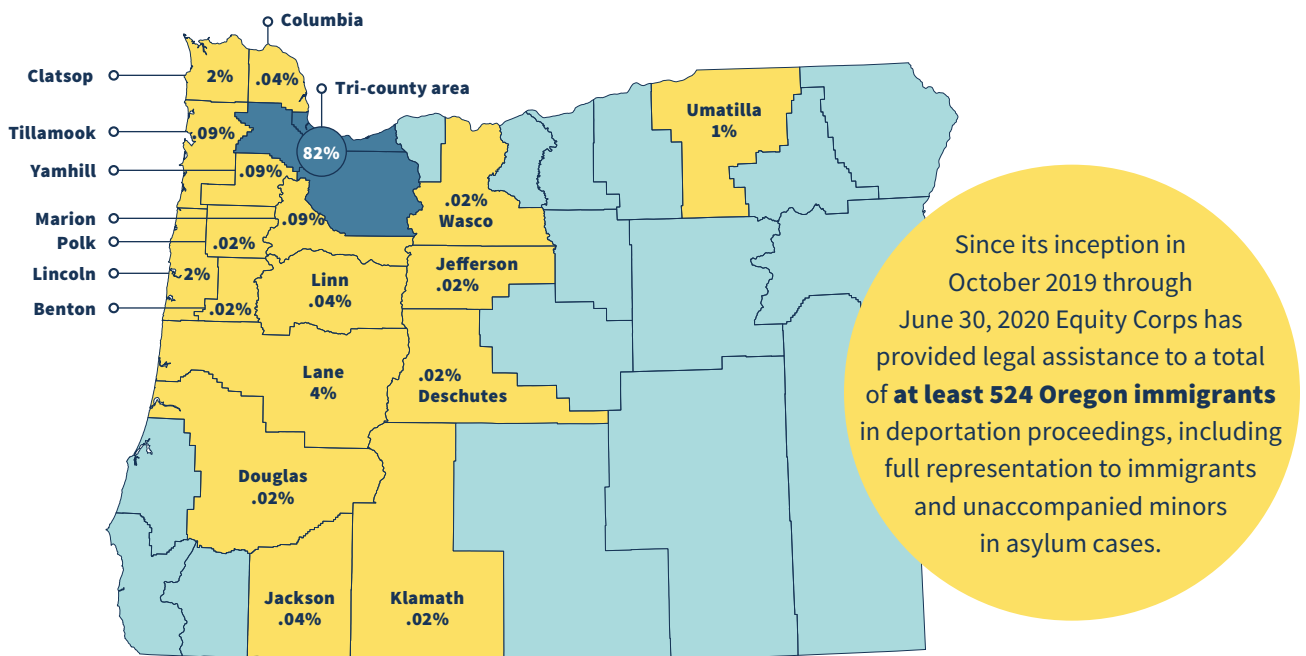 Columbia
Clatsop
2%
.04%
Tri-county area
Tillamook
.09%
82%
Umatilla
1%
Yamhill
.09%
.02%
Wasco
Marion
.09%
Polk
.02%
Lincoln
2%
Jefferson
.02%
Linn
.04%
Benton
.02%
Lane
4%
.02%
Deschutes
Douglas
.02%
Jackson
.04%
Klamath
.02%
Since its inception in
October 2019 through
June 30, 2020 Equity Corps has
provided legal assistance to a total
of at least 524 Oregon immigrants
in deportation proceedings, including
full representation to immigrants
and unaccompanied minors
in asylum cases.